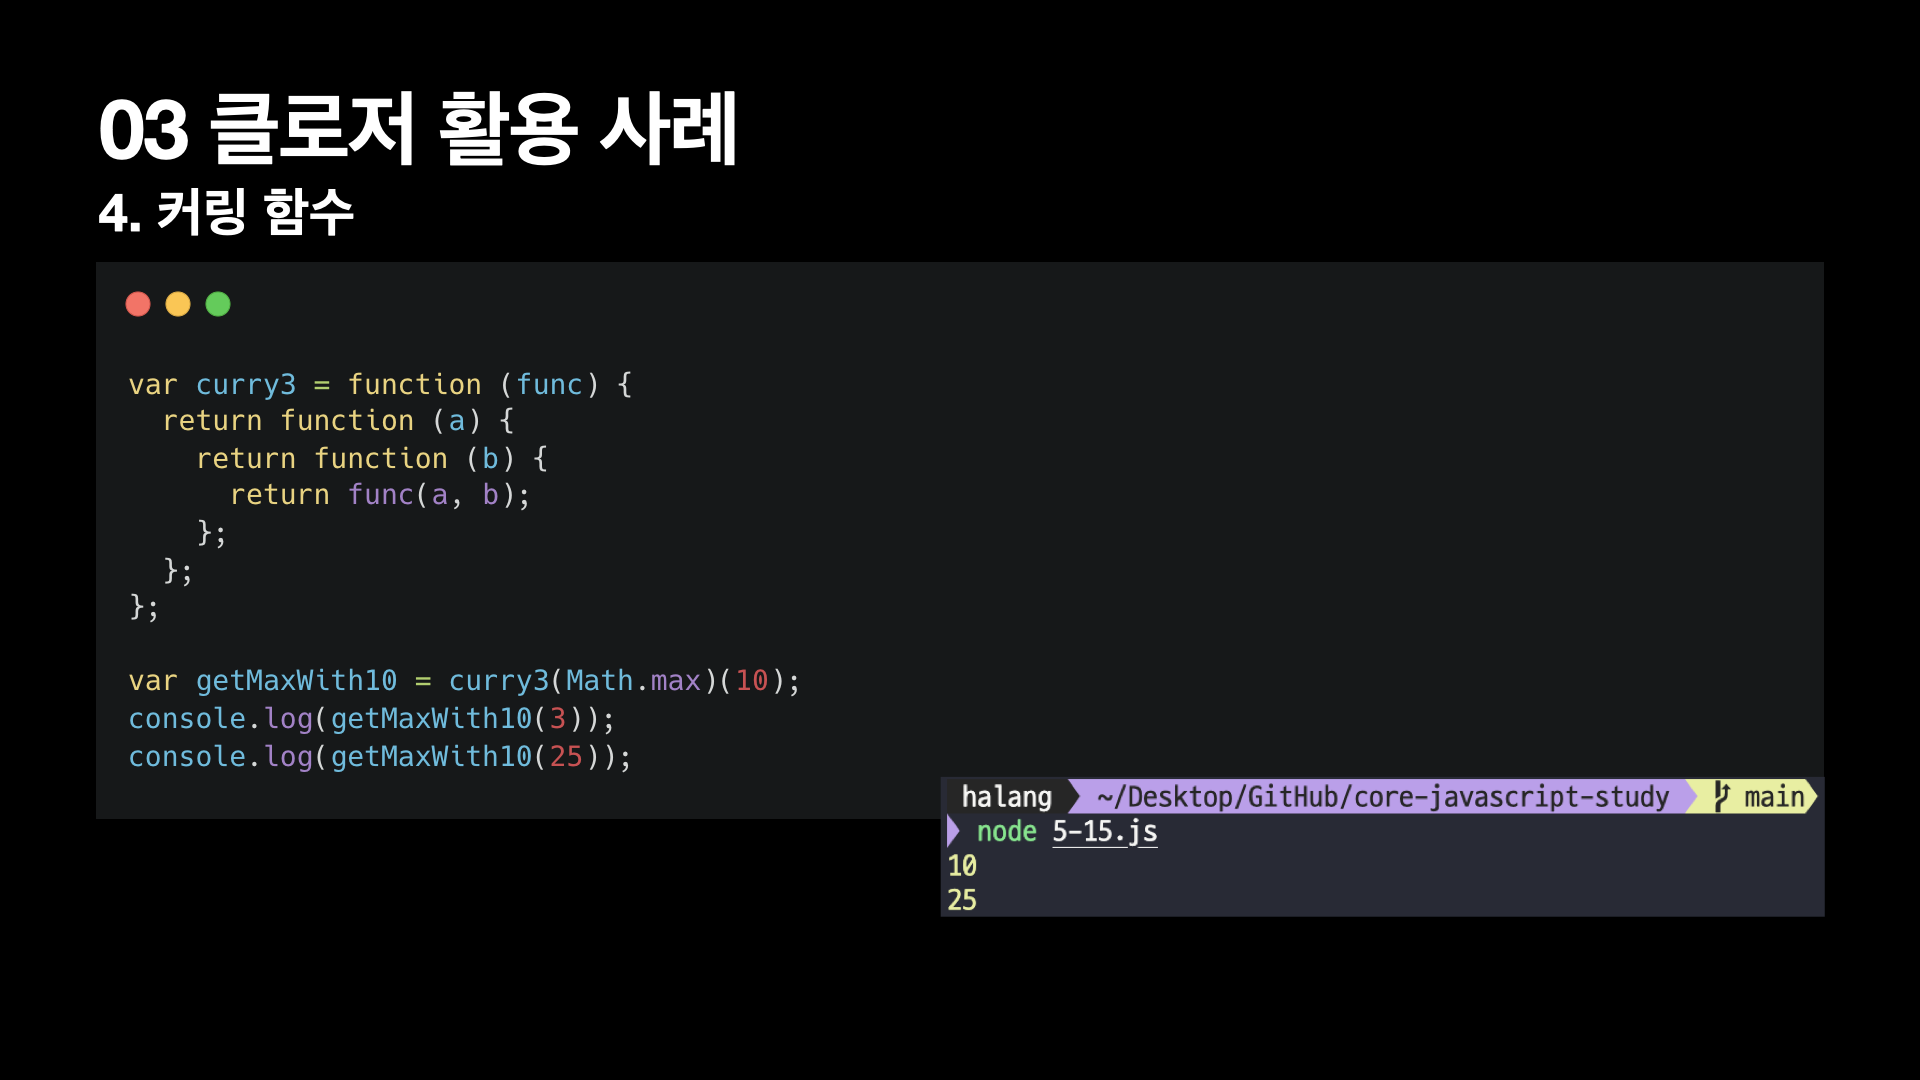 03 클로저 활용 사례
4. 커링 함수
var curry3 = function (func) {
  return function (a) {
    return function (b) {
      return func(a, b);
    };
  };
};
var getMaxWith10 = curry3(Math.max)(10);
console.log(getMaxWith10(3));
console.log(getMaxWith10(25));
halang ~/Desktop/GitHub/core-javascript-study main
node 5-15.js
10
25